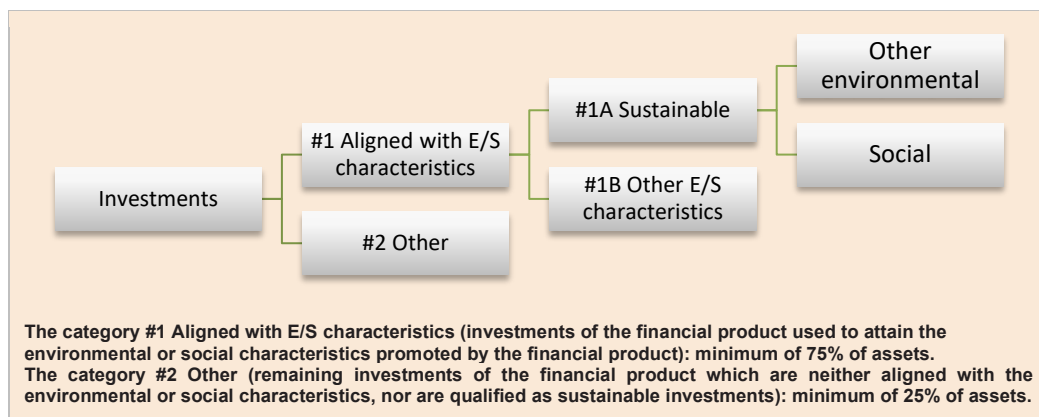 Investments
#1 Aligned with E/S
characteristics
#2 Other
#1A Sustainable
#1B Other E/S
characteristics
Other
environmental
Social
The category #1 Aligned with E/S characteristics (investments of the financial product used to attain the
environmental or social characteristics promoted by the financial product): minimum of 75% of assets.
The category #2 Other (remaining investments of the financial product which are neither aligned with the
environmental or social characteristics, nor are qualified as sustainable investments): minimum of 25% of assets.